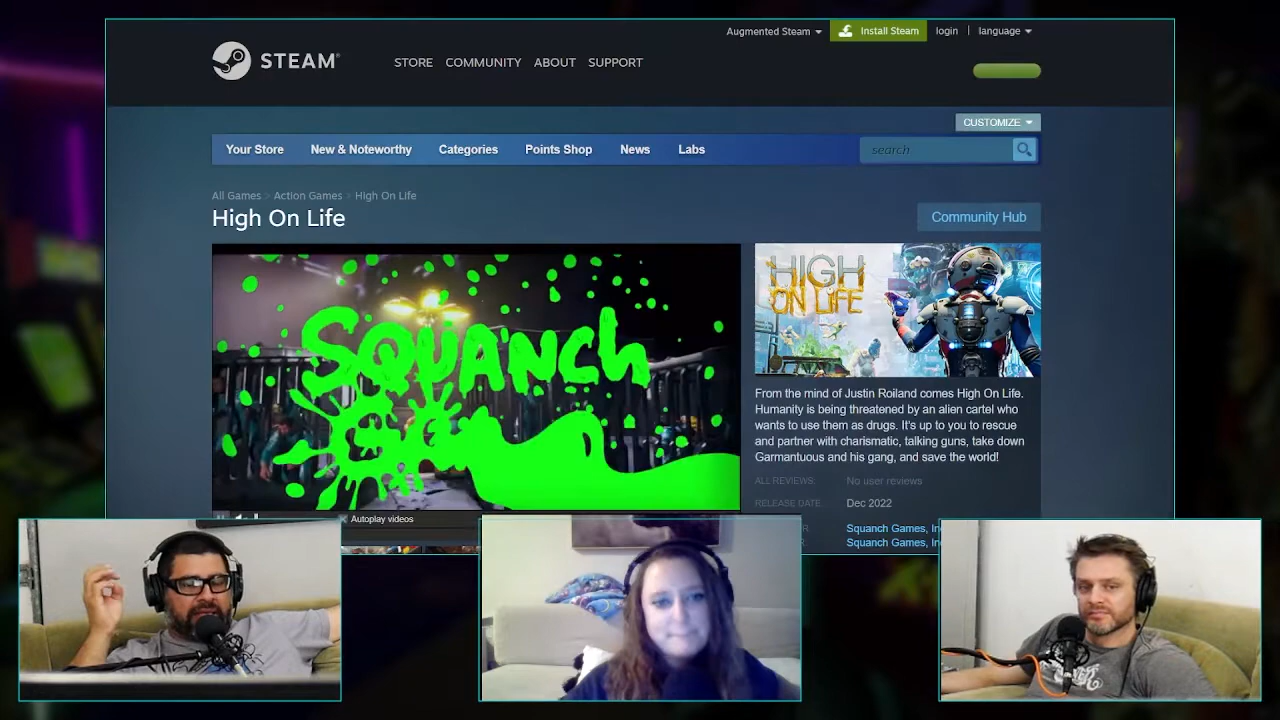 Augmented Steam
Install Steam
login | language
STEAM®
STORE COMMUNITY ABOUT SUPPORT
CUSTOMIZE
Your Store New & Noteworthy Categories Points Shop News Labs
search
All Games > Action Games > High On Life
High On Life
Community Hub
SQUANCH
HIGH
ON LIFE
From the mind of Justin Roiland comes High On Life.
Humanity is being threatened by an alien cartel who
wants to use them as drugs. It's up to you to rescue
and partner with charismatic, talking guns, take down
Garmantuous and his gang, and save the world!
ALL REVIEWS: No user reviews
RELEASE DATE: Dec 2022
Squanch Games,
Squanch Games,
Autoplay videos